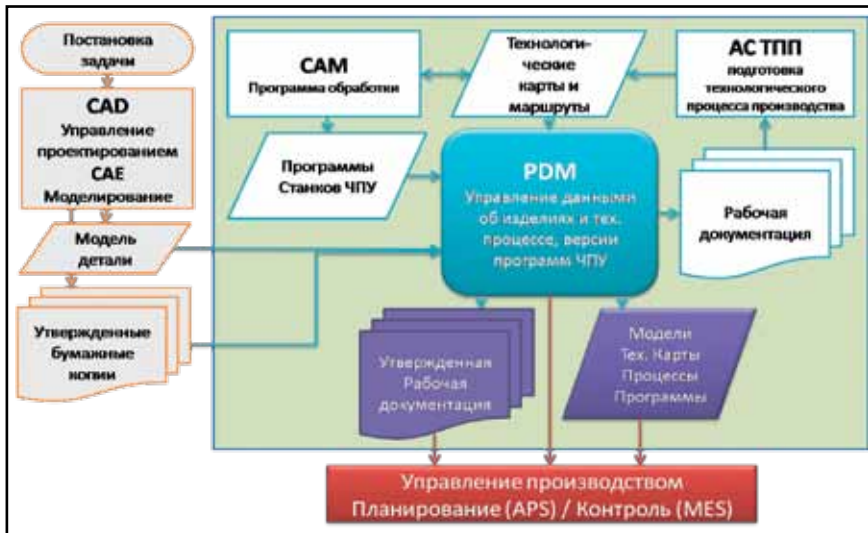 Постановка
задачи
CAD
Управление
проектированием
CAE
Моделирование
Модель
детали
Утвержденные
бумажные
копии
CAM
Программа обработки
Технологи-
ческие
карты и
маршруты
АС ТПП
подготовка
технологического
процесса производства
Программы
Станков ЧПУ
PDM
Управление данными
об изделиях и тех.
процессе, версии
программ ЧПУ
Рабочая
документация
Утвержденная
Рабочая
документация
Модели
Тех. Карты
Процессы
Программы
Управление производством
Планирование (APS) / Контроль (MES)